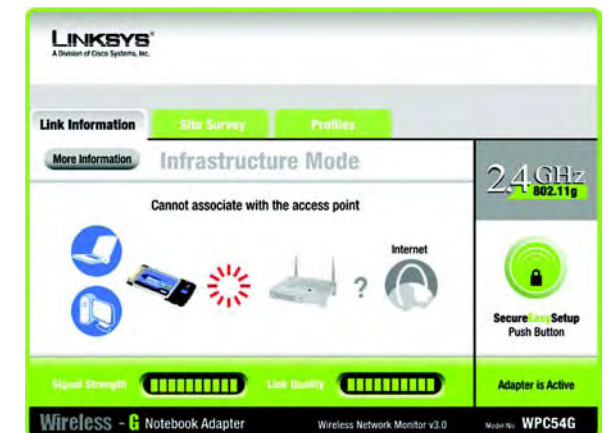 LINKSYS®
A Division of Cisco Systems, Inc.
Link Information
Site Survey
Profiles
More Information
Infrastructure Mode
2.4 GHz
802.11g
Cannot associate with the access point
Internet
?
SecureEasySetup
Push Button
Signal Strength
Link Quality
Adapter is Active
Wireless - G Notebook Adapter
Wireless Network Monitor v3.0
Model No. WPC54G